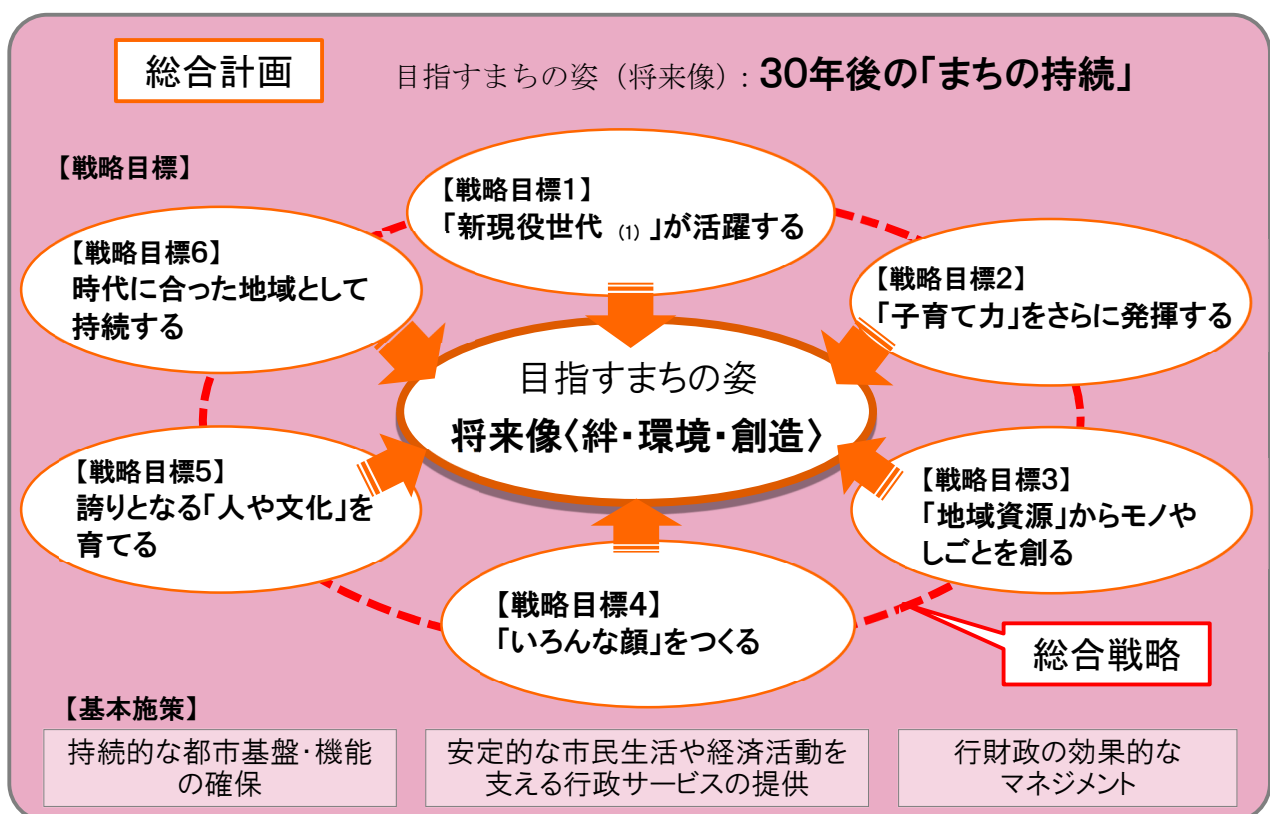 総合計画
目指すまちの姿（将来像）: 30年後の「まちの持続」
【戦略目標】
【戦略目標1】
「新現役世代 (1) 」が活躍する
【戦略目標6】
時代に合った地域として
持続する
【戦略目標2】
「子育て力」をさらに発揮する
目指すまちの姿
将来像〈絆・環境・創造〉
【戦略目標5】
誇りとなる「人や文化」を
育てる
【戦略目標3】
「地域資源」からモノや
しごとを創る
【戦略目標4】
「いろんな顔」をつくる
総合戦略
【基本施策】
持続的な都市基盤・機能
の確保
安定的な市民生活や経済活動を
支える行政サービスの提供
行財政の効果的な
マネジメント